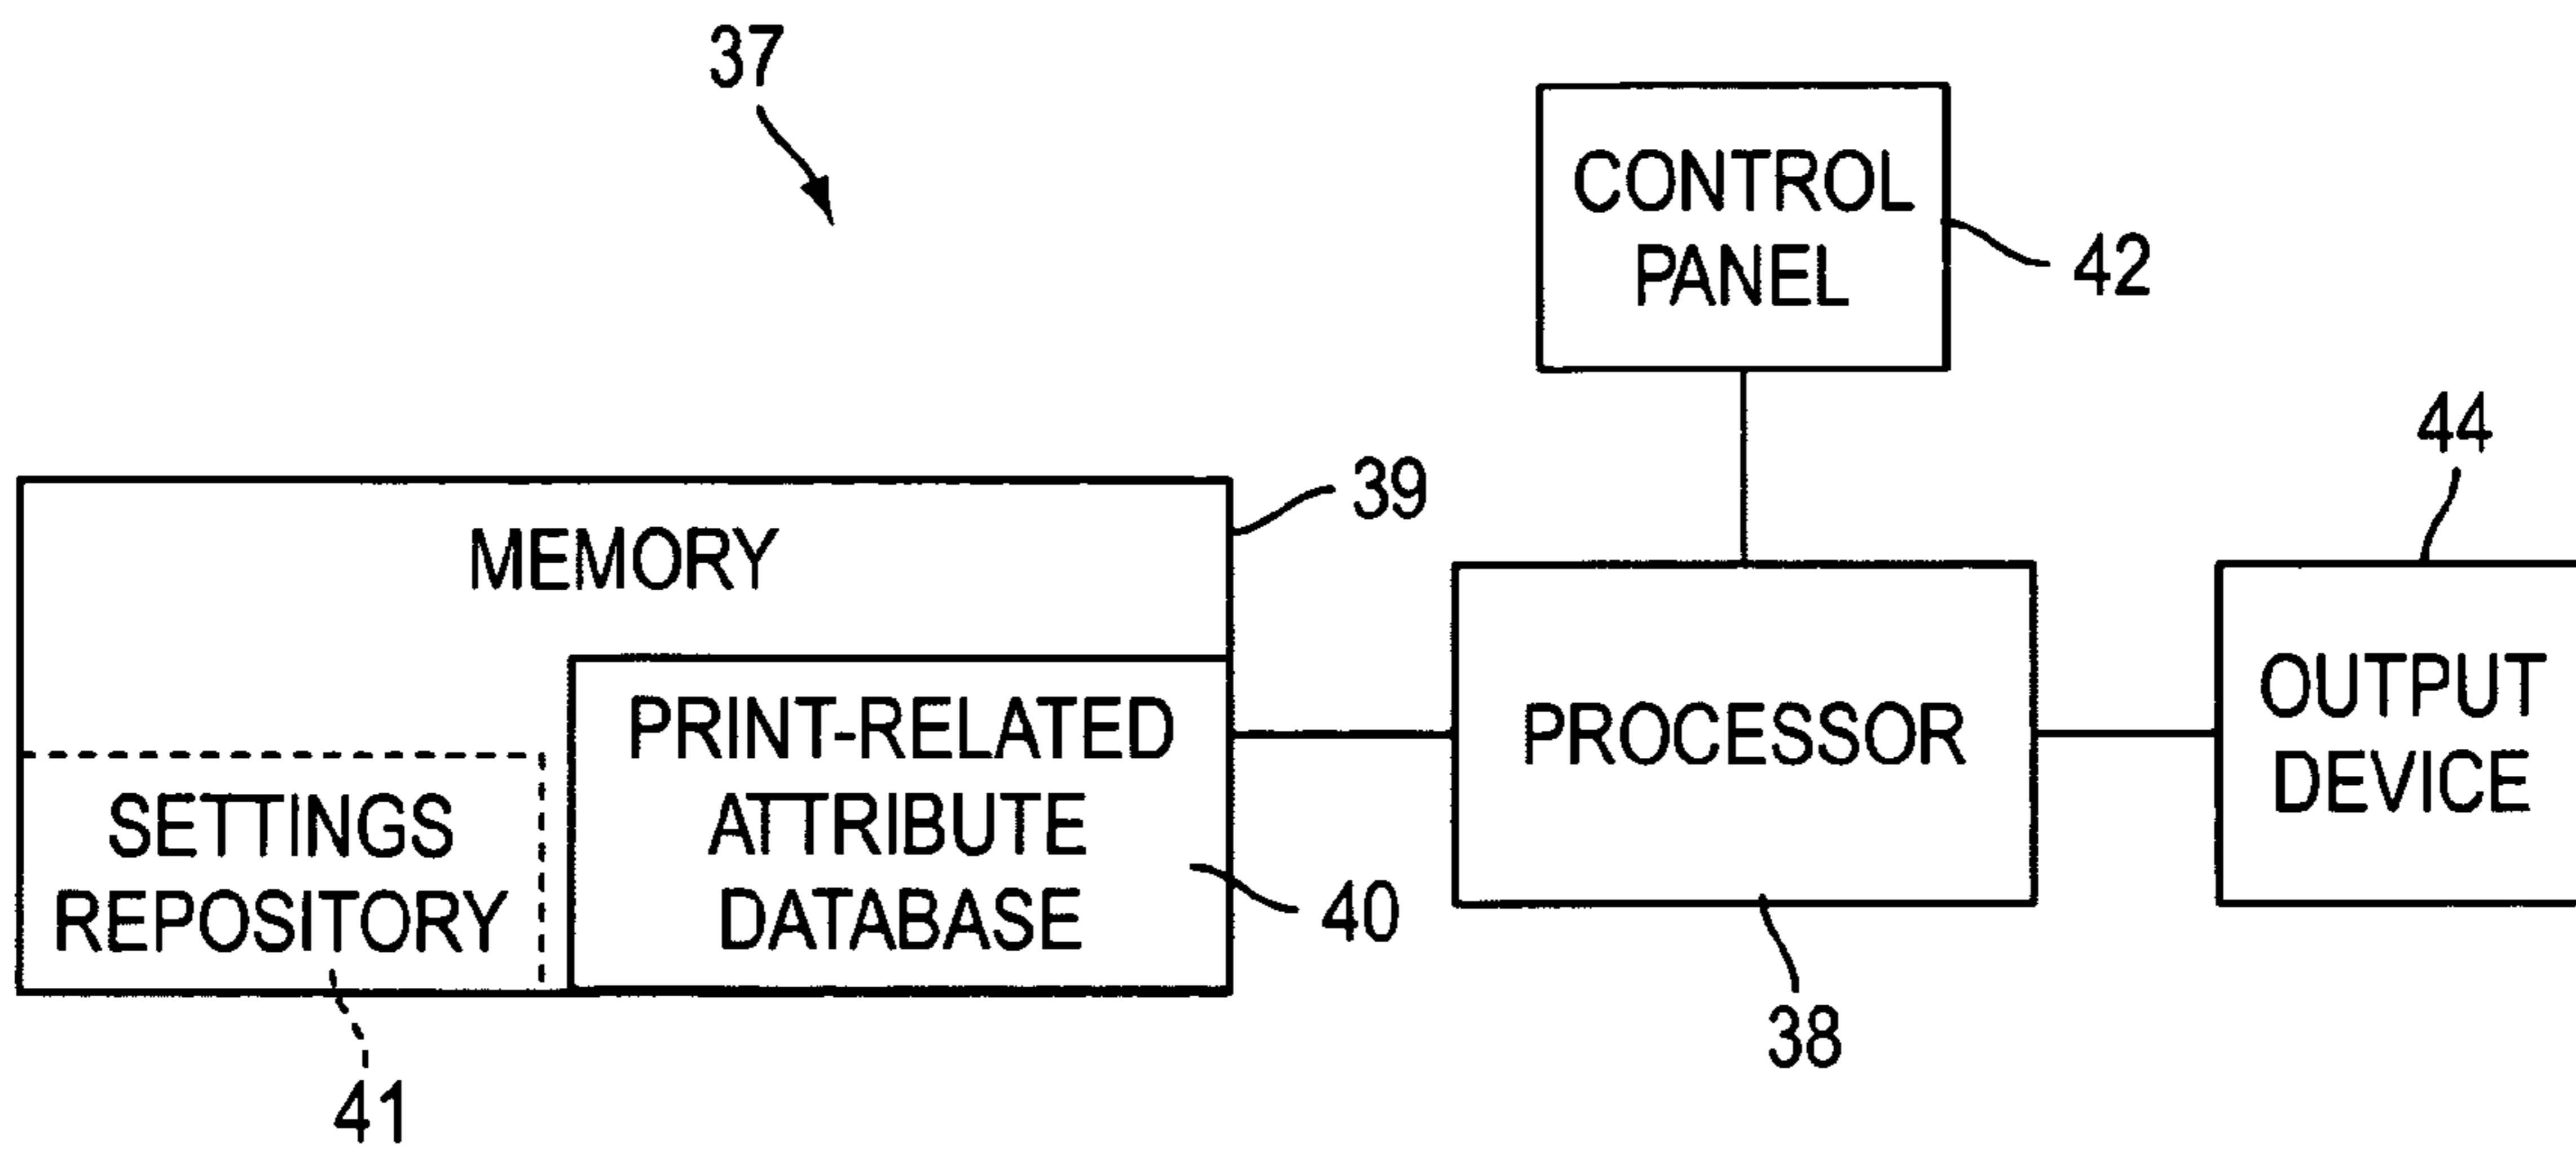 37
CONTROL
PANEL
42
44
39
MEMORY
OUTPUT
DEVICE
PROCESSOR
PRINT-RELATED
ATTRIBUTE
DATABASE
SETTINGS
REPOSITORY
40
38
41